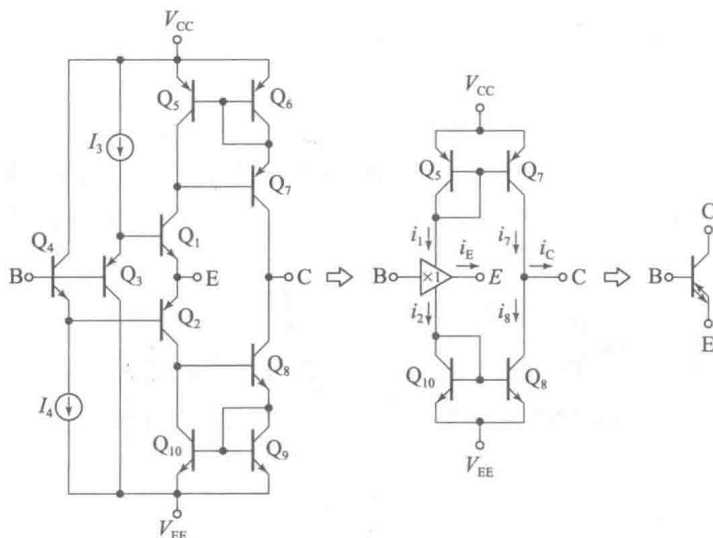 V_CC
Q_5
Q_6
I_3
Q_7
Q_4
Q_1
B
Q_3
E
C
Q_2
Q_8
I_4
Q_10
Q_9
V_EE
V_CC
Q_5
Q_7
i_1
i_E
i_7
i_C
B
×1
E
C
i_2
i_8
Q_10
Q_8
V_EE
C
B
E